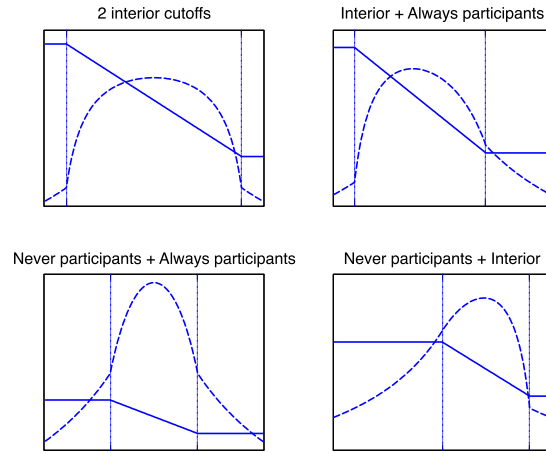 2 interior cutoffs
Interior + Always participants
Never participants + Always participants
Never participants + Interior